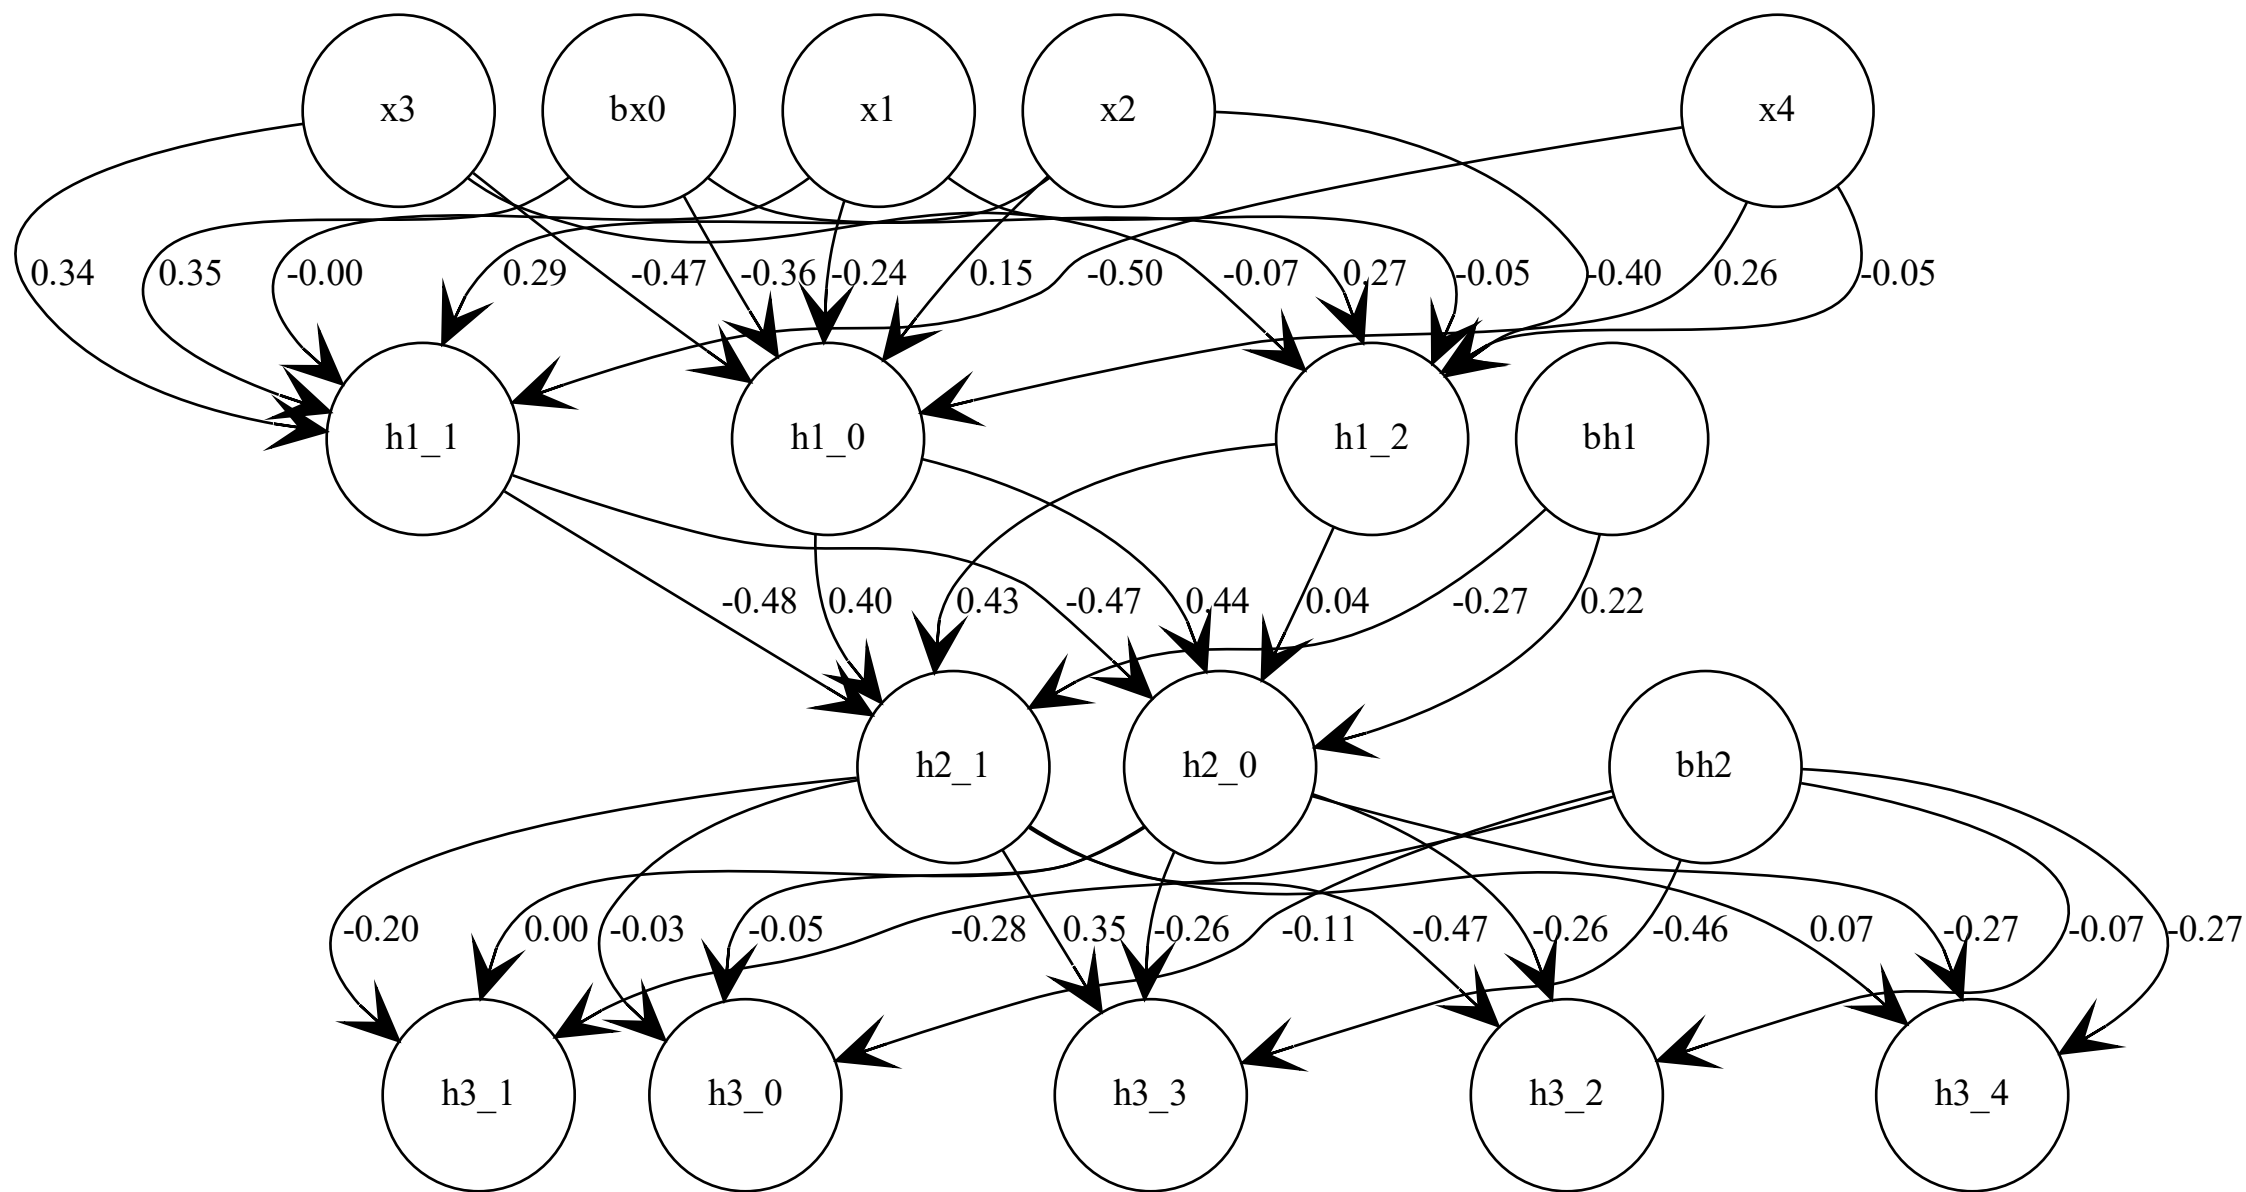 x3 bx0 x1 x2 x4
0.34 0.35 -0.00 0.29 -0.47 -0.36 -0.24 0.15 -0.50 -0.07 0.27 -0.05 -0.40 0.26 -0.05
h1_1 h1_0 h1_2 bh1
-0.48 0.40 0.43 -0.47 0.44 0.04 -0.27 0.22
h2_1 h2_0 bh2
-0.20 0.00 -0.03 -0.05 -0.28 0.35 -0.26 -0.11 -0.47 -0.26 -0.46 0.07 -0.27 -0.07 -0.27
h3_1 h3_0 h3_3 h3_2 h3_4